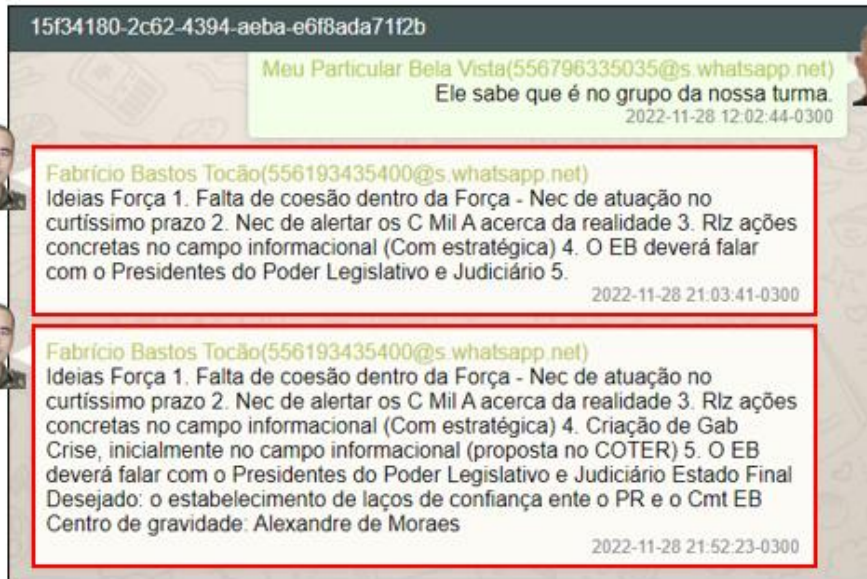 15f34180-2c62-4394-aeba-e6f8ada71f2b
Meu Particular Bela Vista(556796335035@s.whatsapp.net)
Ele sabe que é no grupo da nossa turma.
2022-11-28 12:02:44-0300
Fabrício Bastos Tocão(556193435400@s.whatsapp.net)
Ideias Força 1. Falta de coesão dentro da Força - Nec de atuação no
curtíssimo prazo 2. Nec de alertar os C Mil A acerca da realidade 3. Rlz ações
concretas no campo informacional (Com estratégica) 4. O EB deverá falar
com o Presidentes do Poder Legislativo e Judiciário 5.
2022-11-28 21:03:41-0300
Fabrício Bastos Tocão(556193435400@s.whatsapp.net)
Ideias Força 1. Falta de coesão dentro da Força - Nec de atuação no
curtíssimo prazo 2. Nec de alertar os C Mil A acerca da realidade 3. Rlz ações
concretas no campo informacional (Com estratégica) 4. Criação de Gab
Crise, inicialmente no campo informacional (proposta no COTER) 5. O EB
deverá falar com o Presidentes do Poder Legislativo e Judiciário Estado Final
Desejado: o estabelecimento de laços de confiança ente o PR e o Cmt EB
Centro de gravidade: Alexandre de Moraes
2022-11-28 21:52:23-0300